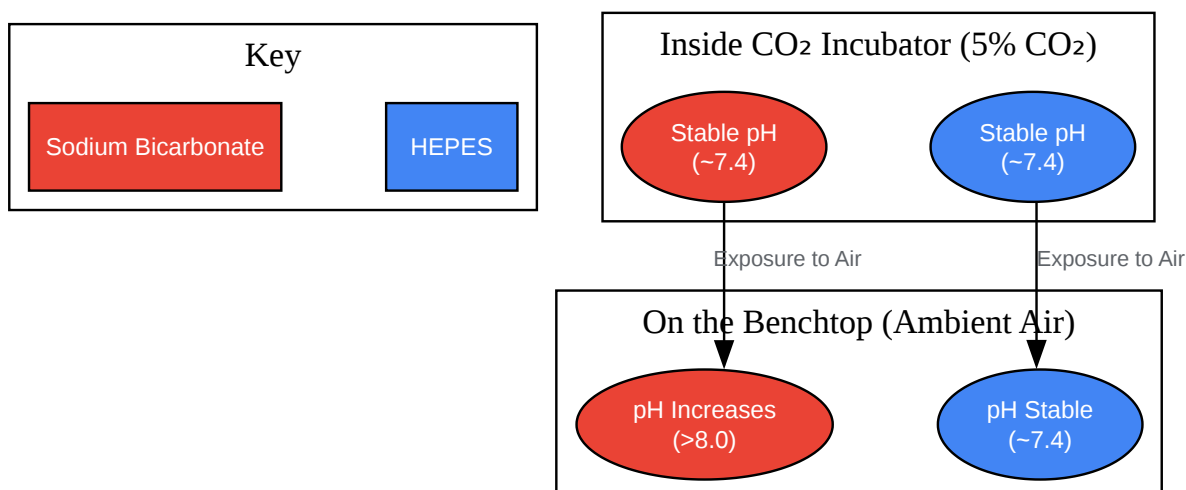 Key
Sodium Bicarbonate
HEPES
Inside CO₂ Incubator (5% CO₂)
Stable pH
(~7.4)
Stable pH
(~7.4)
Exposure to Air
Exposure to Air
On the Benchtop (Ambient Air)
pH Increases
(>8.0)
pH Stable
(~7.4)